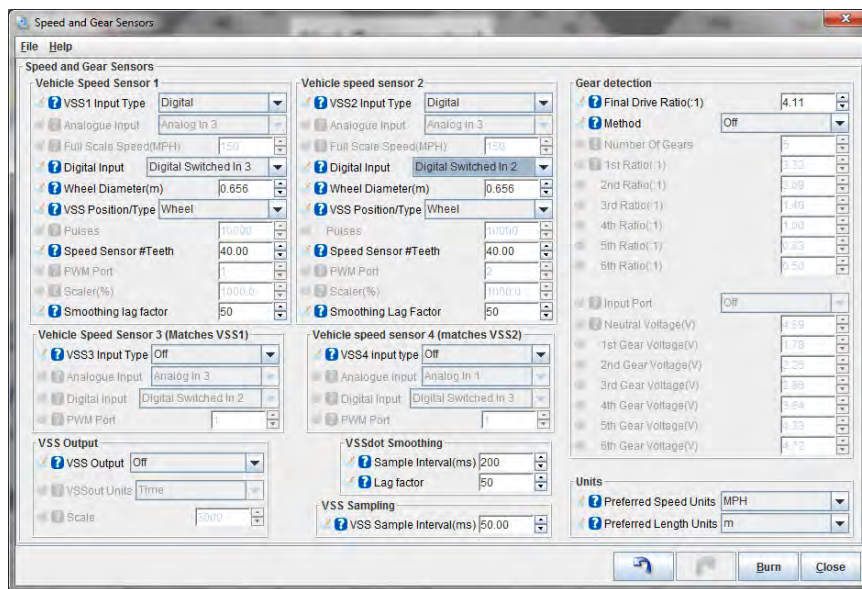 Speed and Gear Sensors
File Help
Speed and Gear Sensors
Vehicle Speed Sensor 1
VSS1 Input Type Digital
Analogue Input Analog In 3
Full Scale Speed(MPH) 150
Digital Input Digital Switched In 3
Wheel Diameter(m) 0.656
VSS Position/Type Wheel
Pulses 10000
Speed Sensor #Teeth 40.00
PWM Port 1
Scaler(%) 1000.0
Smoothing lag factor 50
Vehicle speed sensor 2
VSS2 Input Type Digital
Analogue Input Analog In 3
Full Scale Speed(MPH) 150
Digital Input Digital Switched In 2
Wheel Diameter(m) 0.656
VSS Position/Type Wheel
Pulses 10000
Speed Sensor #Teeth 40.00
PWM Port 2
Scaler(%) 1000.0
Smoothing Lag Factor 50
Gear detection
Final Drive Ratio(:1) 4.11
Method Off
Number Of Gears 5
1st Ratio(:1) 3.32
2nd Ratio(:1)
3rd Ratio(:1) 1.40
4th Ratio(:1) 1.00
5th Ratio(:1) 0.83
6th Ratio(:1) 0.50
Input Port Off
Neutral Voltage(V) 4.69
1st Gear Voltage(V) 1.78
2nd Gear Voltage(V) 2.25
3rd Gear Voltage(V)
4th Gear Voltage(V) 3.64
5th Gear Voltage(V) 4.33
6th Gear Voltage(V) 4.72
Vehicle Speed Sensor 3 (Matches VSS1)
VSS3 Input Type Off
Analogue Input Analog In 3
Digital Input Digital Switched In 2
PWM Port 1
Vehicle speed sensor 4 (matches VSS2)
VSS4 input type Off
Analogue input Analog In 1
Digital Input Digital Switched In 3
PWM Port 1
VSS Output
VSS Output Off
VSSout Units Time
Scale
VSSdot Smoothing
Sample Interval(ms) 200
Lag factor 50
VSS Sampling
VSS Sample Interval(ms) 50.00
Units
Preferred Speed Units MPH
Preferred Length Units m
Burn Close